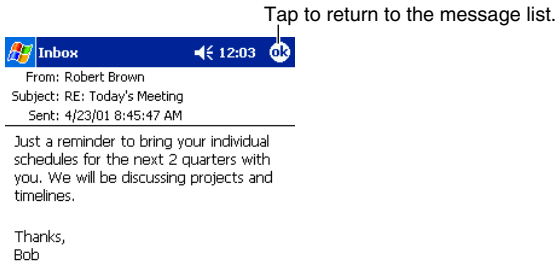 Tap to return to the message list.
Inbox 12:03 ok
From: Robert Brown
Subject: RE: Today's Meeting
Sent: 4/23/01 8:45:47 AM
Just a reminder to bring your individual
schedules for the next 2 quarters with
you. We will be discussing projects and
timelines.
Thanks,
Bob